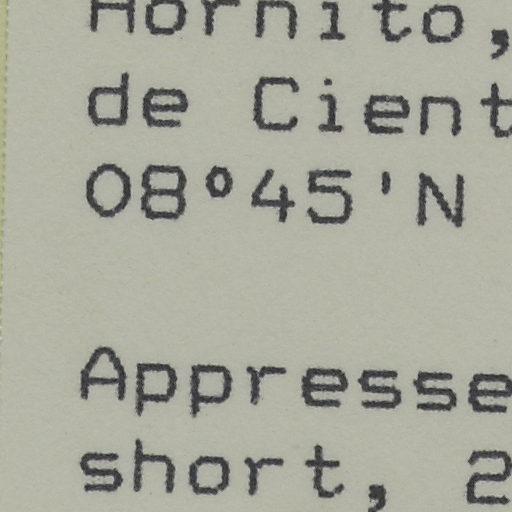 Hornito,
de Cient
08°45'N
Appresse
short, 2